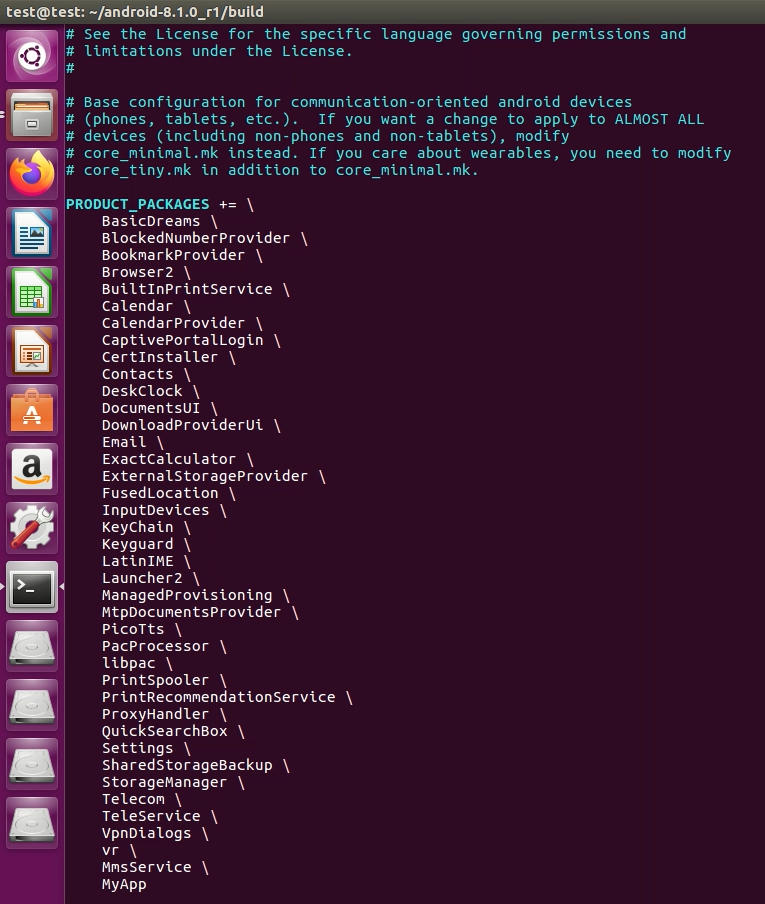 test@test: ~/android-8.1.0_r1/build
# See the License for the specific language governing permissions and
# limitations under the License.
#
# Base configuration for communication-oriented android devices
# (phones, tablets, etc.).  If you want a change to apply to ALMOST ALL
# devices (including non-phones and non-tablets), modify
# core_minimal.mk instead. If you care about wearables, you need to modify
# core_tiny.mk in addition to core_minimal.mk.
PRODUCT_PACKAGES += \
    BasicDreams \
    BlockedNumberProvider \
    BookmarkProvider \
    Browser2 \
    BuiltInPrintService \
    Calendar \
    CalendarProvider \
    CaptivePortalLogin \
    CertInstaller \
    Contacts \
    DeskClock \
    DocumentsUI \
    DownloadProviderUi \
    Email \
    ExactCalculator \
    ExternalStorageProvider \
    FusedLocation \
    InputDevices \
    KeyChain \
    Keyguard \
    LatinIME \
    Launcher2 \
    ManagedProvisioning \
    MtpDocumentsProvider \
    PicoTts \
    PacProcessor \
    libpac \
    PrintSpooler \
    PrintRecommendationService \
    ProxyHandler \
    QuickSearchBox \
    Settings \
    SharedStorageBackup \
    StorageManager \
    Telecom \
    TeleService \
    VpnDialogs \
    vr \
    MmsService \
    MyApp